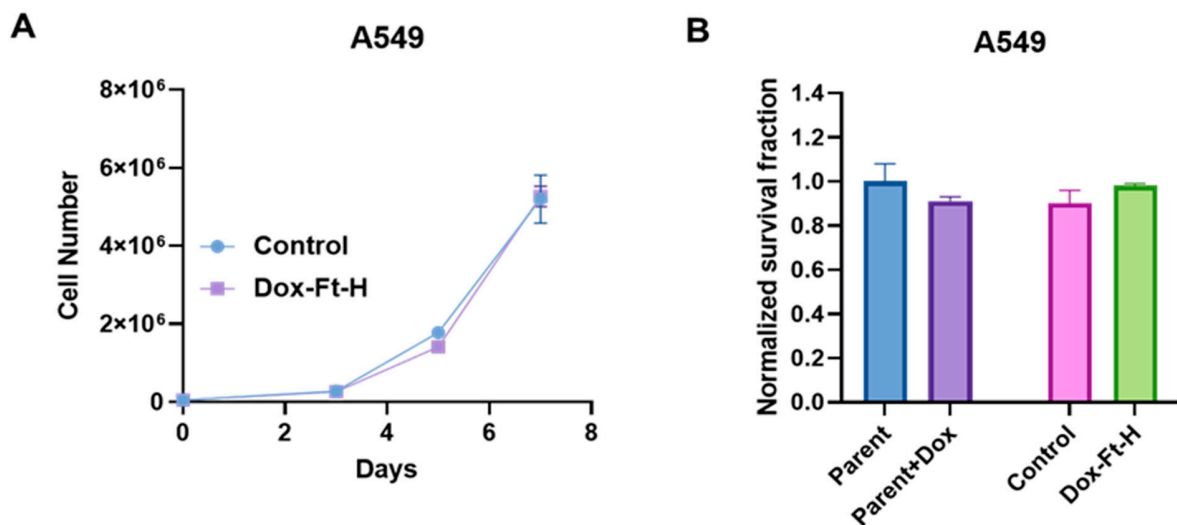 A
A549
Cell Number
8×10⁶
6×10⁶
4×10⁶
2×10⁶
0
Control
Dox-Ft-H
0 2 4 6 8
Days
B
A549
Normalized survival fraction
1.4
1.2
1.0
0.8
0.6
0.4
0.2
0.0
Parent
Parent+Dox
Control
Dox-Ft-H